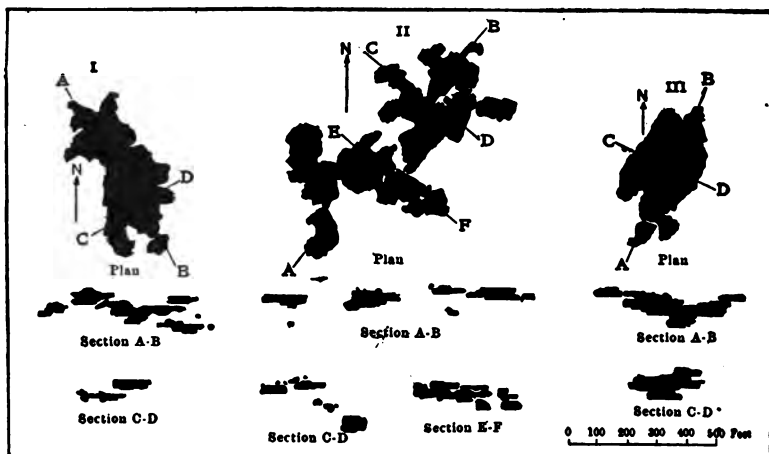 I
A
N
D
C
B
Plan
Section A-B
Section C-D
II
B
N
C
E
D
F
A
Plan
Section A-B
Section C-D
Section E-F
III
B
N
C
D
A
Plan
Section A-B
Section C-D
0 100 200 300 400 500 Feet